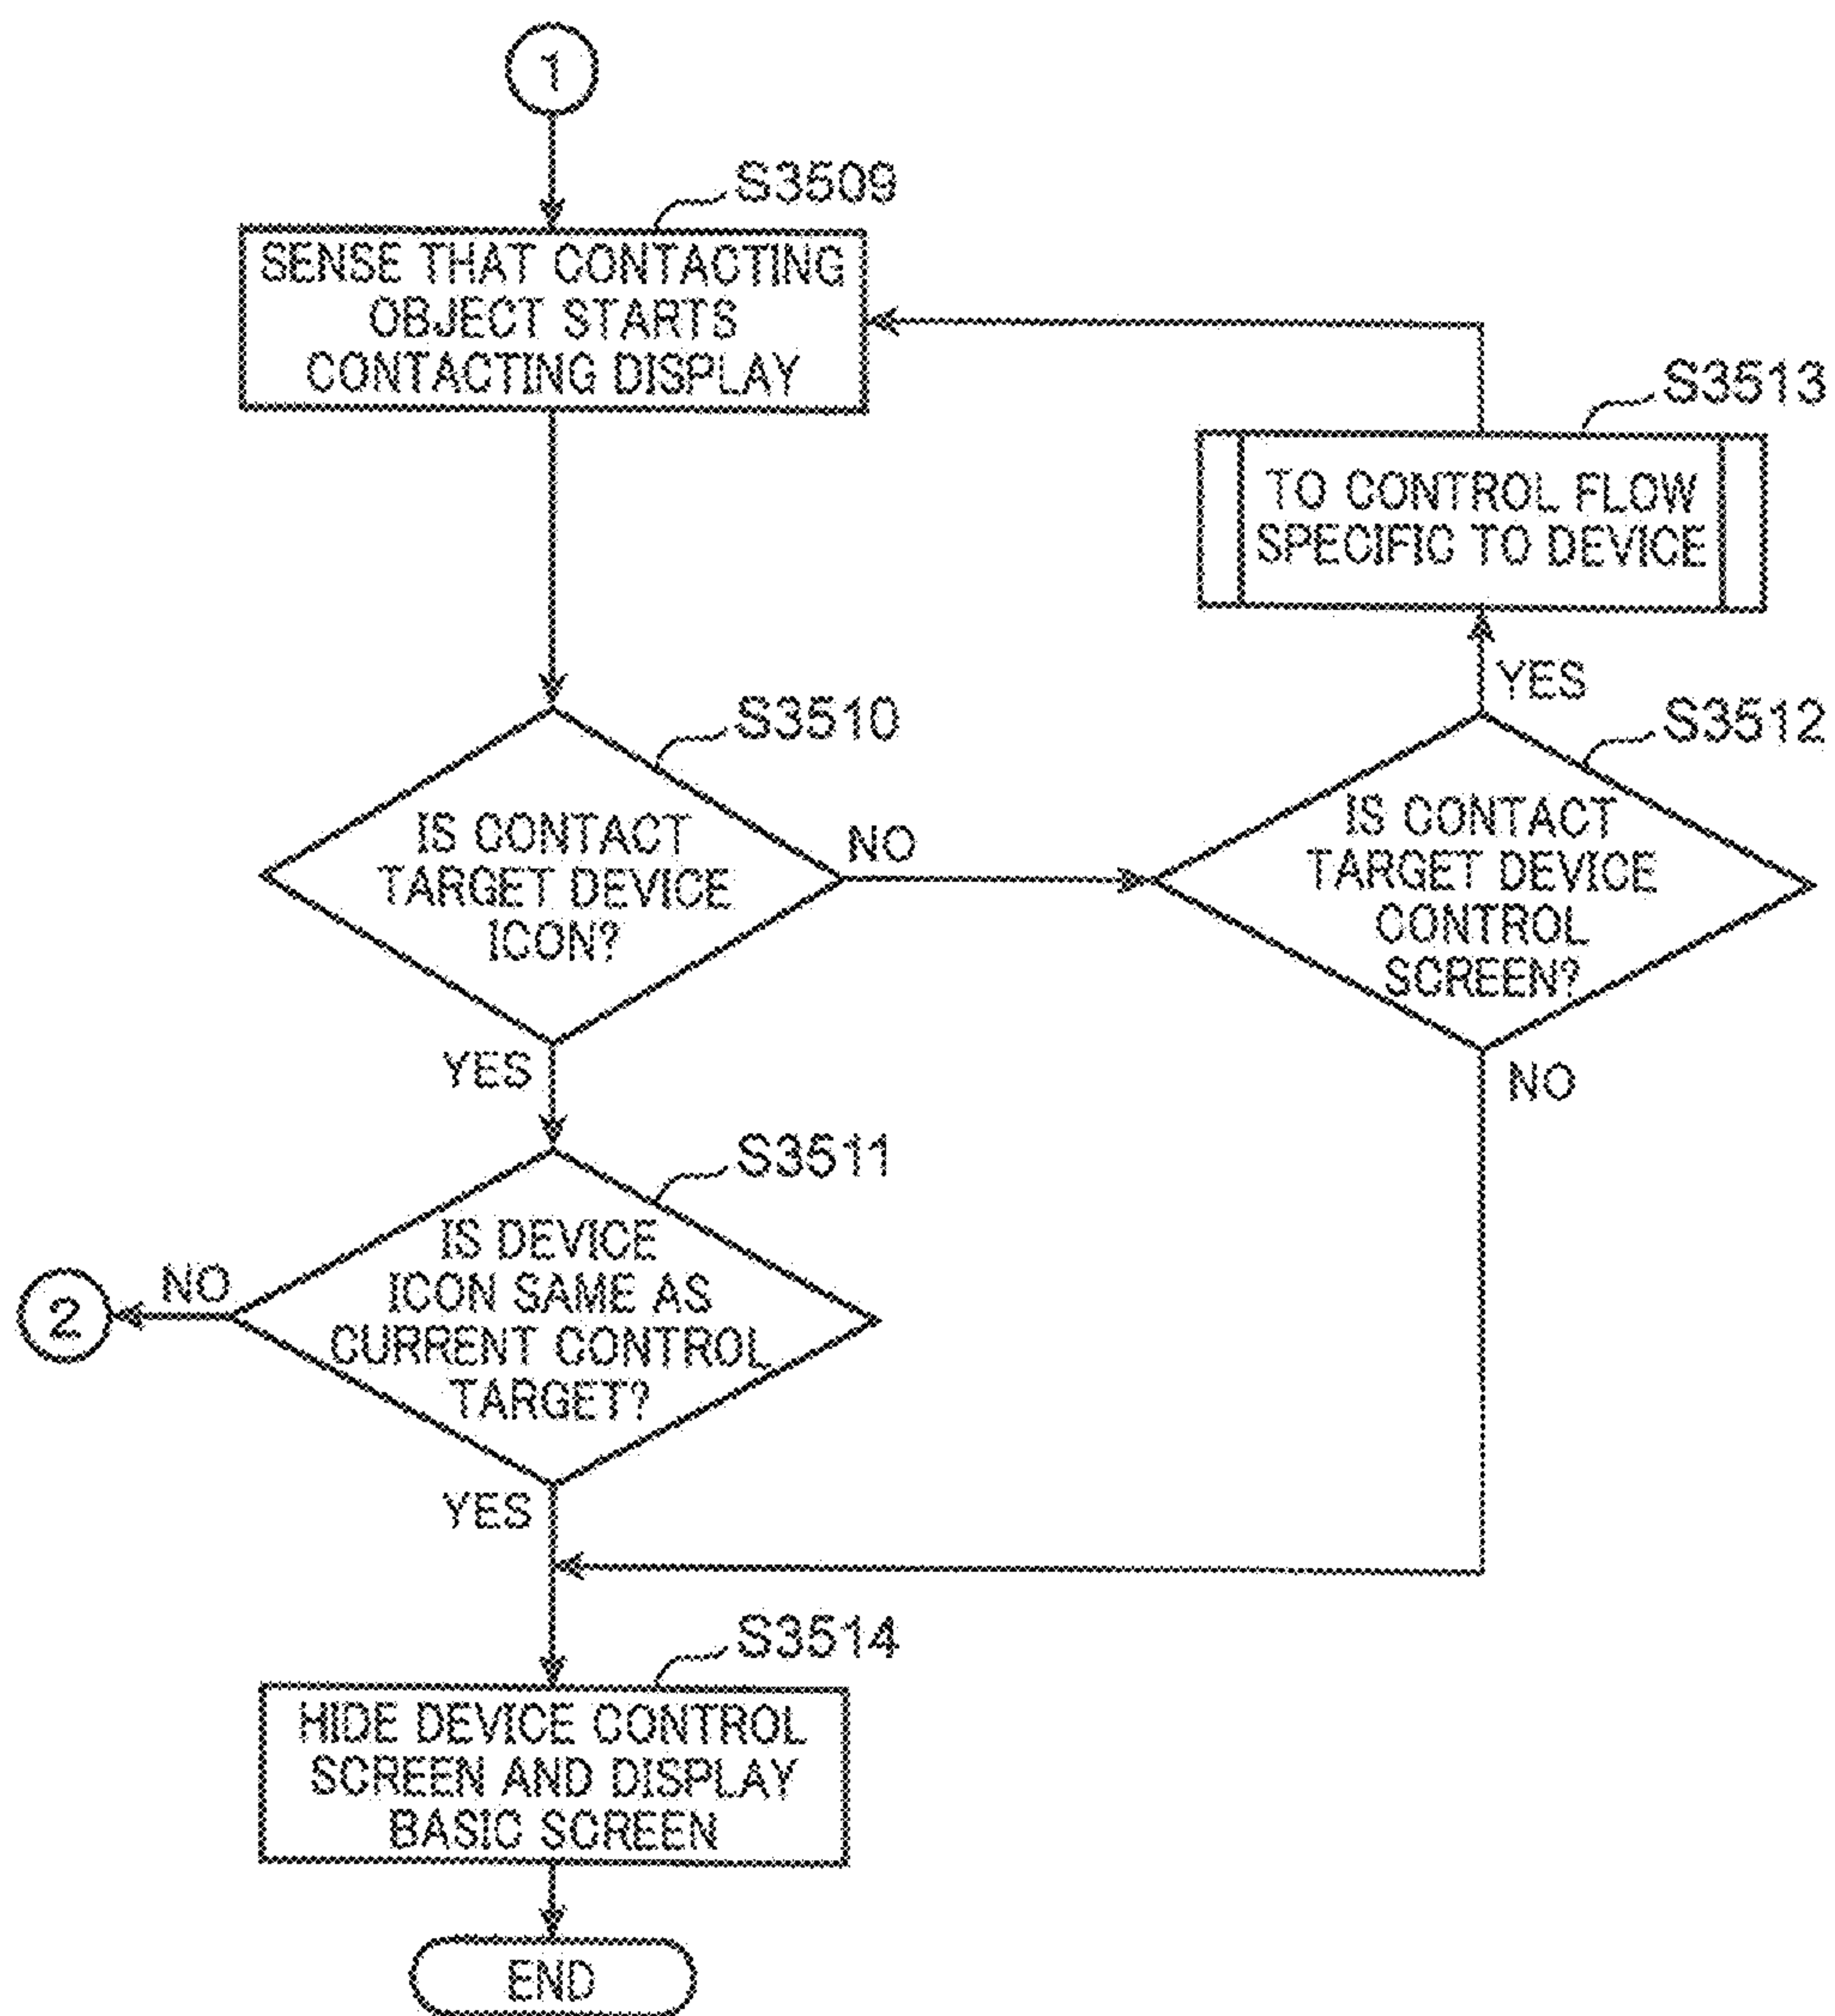 1
S3509
SENSE THAT CONTACTING
OBJECT STARTS
CONTACTING DISPLAY
S3513
TO CONTROL FLOW
SPECIFIC TO DEVICE
YES
S3510
IS CONTACT
TARGET DEVICE
ICON?
NO
S3512
IS CONTACT
TARGET DEVICE
CONTROL
SCREEN?
YES
NO
S3511
IS DEVICE
ICON SAME AS
CURRENT CONTROL
TARGET?
NO
2
YES
S3514
HIDE DEVICE CONTROL
SCREEN AND DISPLAY
BASIC SCREEN
END